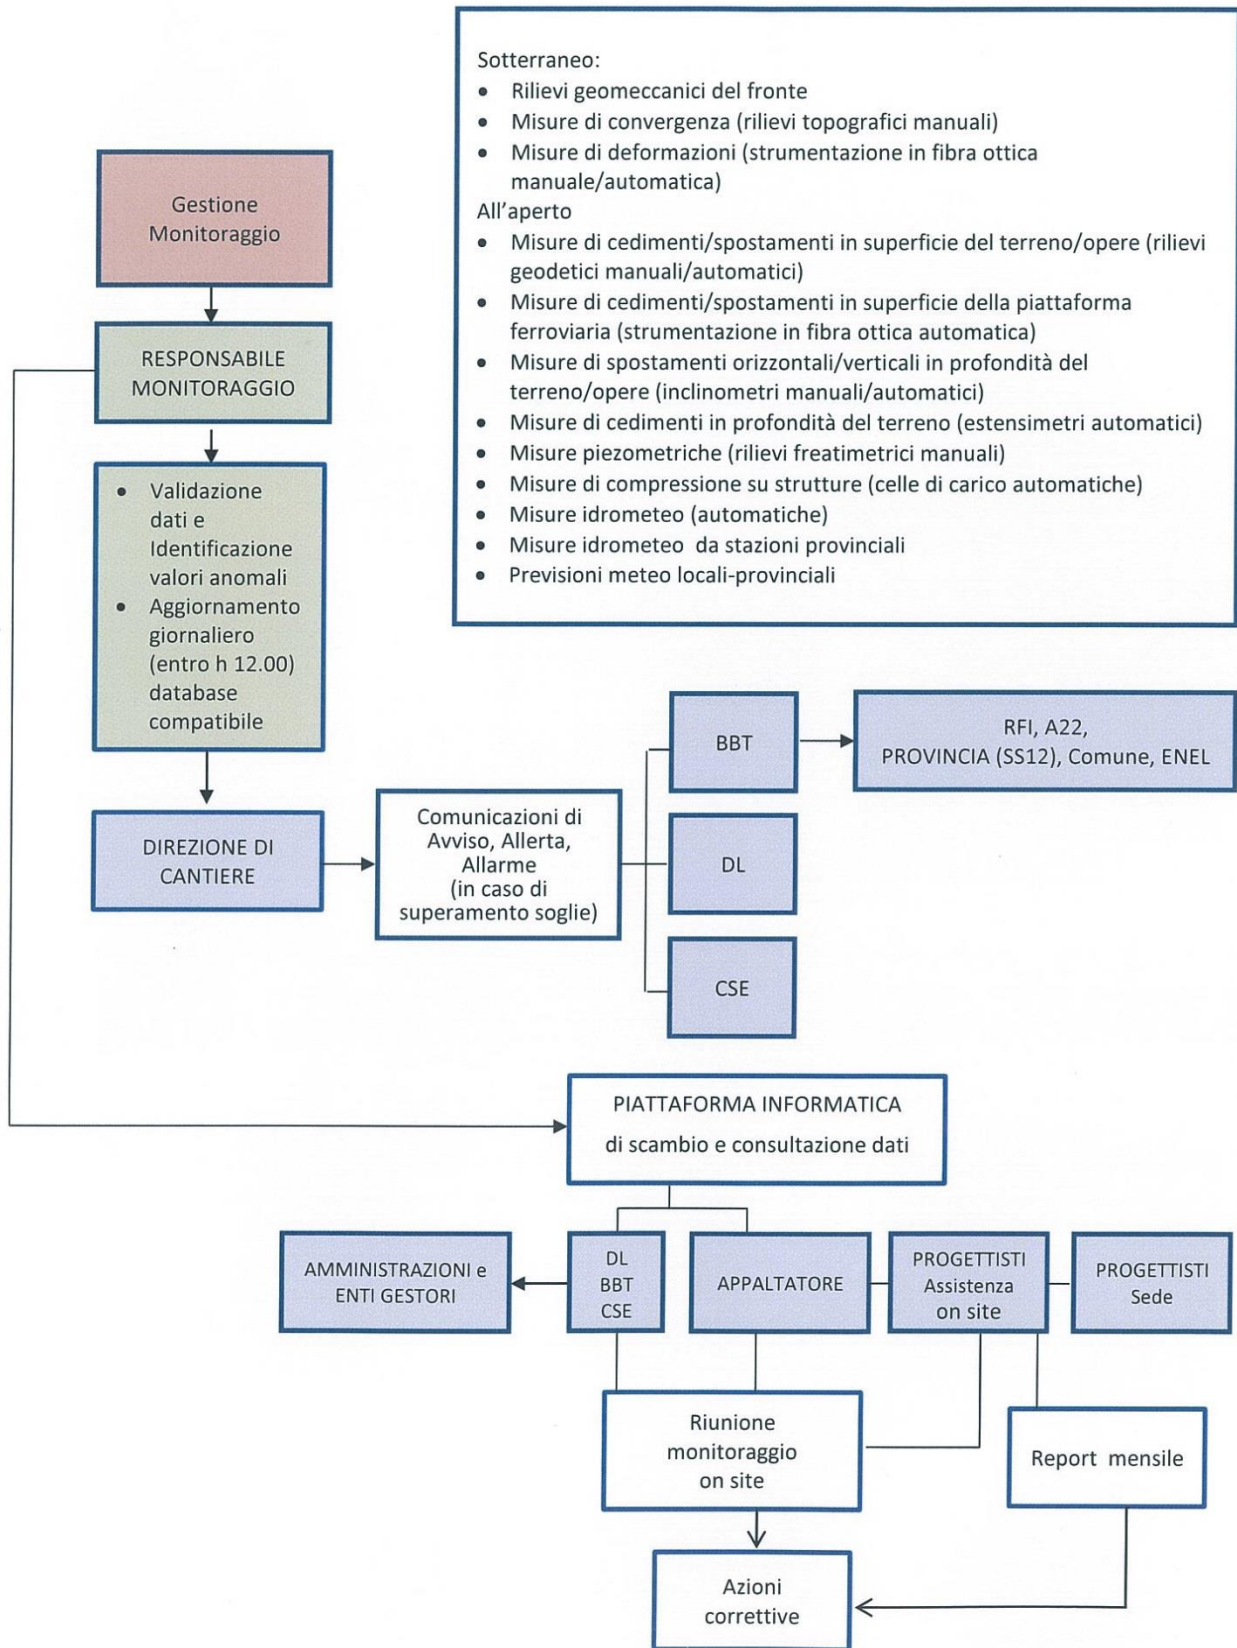 Sotterraneo:
• Rilievi geomeccanici del fronte
• Misure di convergenza (rilievi topografici manuali)
• Misure di deformazioni (strumentazione in fibra ottica
manuale/automatica)
All'aperto
• Misure di cedimenti/spostamenti in superficie del terreno/opere (rilievi
geodetici manuali/automatici)
• Misure di cedimenti/spostamenti in superficie della piattaforma
ferroviaria (strumentazione in fibra ottica automatica)
• Misure di spostamenti orizzontali/verticali in profondità del
terreno/opere (inclinometri manuali/automatici)
• Misure di cedimenti in profondità del terreno (estensimetri automatici)
• Misure piezometriche (rilievi freatimetrici manuali)
• Misure di compressione su strutture (celle di carico automatiche)
• Misure idrometeo (automatiche)
• Misure idrometeo da stazioni provinciali
• Previsioni meteo locali-provinciali
Gestione
Monitoraggio
RESPONSABILE
MONITORAGGIO
• Validazione
dati e
Identificazione
valori anomali
• Aggiornamento
giornaliero
(entro h 12.00)
database
compatibile
DIREZIONE DI
CANTIERE
Comunicazioni di
Avviso, Allerta,
Allarme
(in caso di
superamento soglie)
BBT
RFI, A22,
PROVINCIA (SS12), Comune, ENEL
DL
CSE
PIATTAFORMA INFORMATICA
di scambio e consultazione dati
AMMINISTRAZIONI e
ENTI GESTORI
DL
BBT
CSE
APPALTATORE
PROGETTISTI
Assistenza
on site
PROGETTISTI
Sede
Riunione
monitoraggio
on site
Report mensile
Azioni
correttive